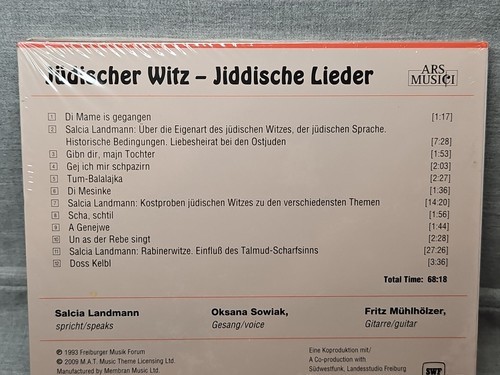 Jüdischer Witz – Jiddische Lieder
ARS
MUSICI
1 Di Mame is gegangen [1:17]
2 Salcia Landmann: Über die Eigenart des jüdischen Witzes, der jüdischen Sprache.
Historische Bedingungen. Liebesheirat bei den Ostjuden [7:28]
3 Gibn dir, majn Tochter [1:53]
4 Gej ich mir schpazirn [2:03]
5 Tum-Balalajka [2:27]
6 Di Mesinke [1:36]
7 Salcia Landmann: Kostproben jüdischen Witzes zu den verschiedensten Themen [14:20]
8 Scha, schtil [1:56]
9 A Genejwe [1:44]
10 Un as der Rebe singt [2:28]
11 Salcia Landmann: Rabinerwitze. Einfluß des Talmud-Scharfsinns [27:26]
12 Doss Kelbl [3:36]
Total Time: 68:18
Salcia Landmann
spricht/speaks
Oksana Sowiak,
Gesang/voice
Fritz Mühlhölzer,
Gitarre/guitar
℗ 1993 Freiburger Musik Forum
© 2009 M.A.T. Music Theme Licensing Ltd.
Manufactured by Membran Music Ltd.
Eine Koproduktion mit/
A Co-production with
Südwestfunk, Landesstudio Freiburg
SWF